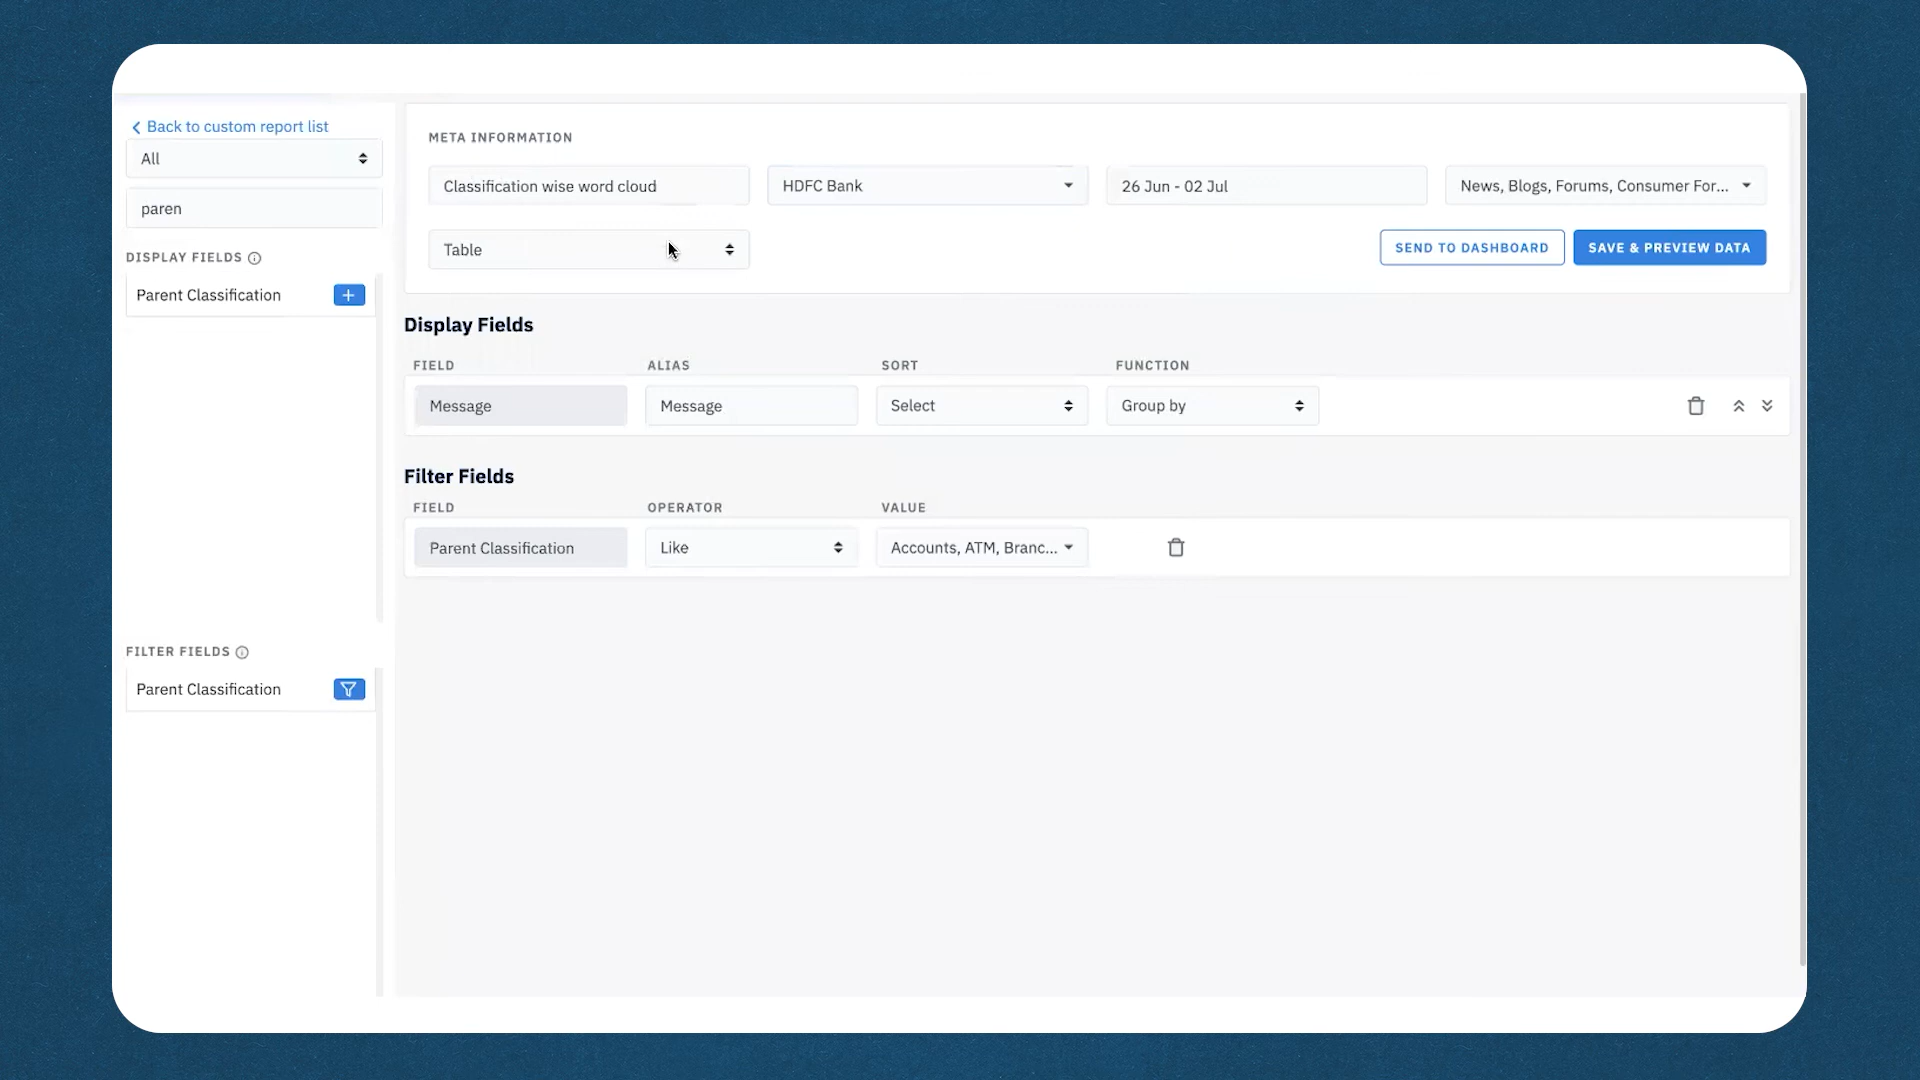 Back to custom report list
All
paren
DISPLAY FIELDS
Parent Classification
FILTER FIELDS
Parent Classification
META INFORMATION
Classification wise word cloud
HDFC Bank
26 Jun - 02 Jul
News, Blogs, Forums, Consumer For...
Table
SEND TO DASHBOARD
SAVE & PREVIEW DATA
Display Fields
FIELD ALIAS SORT FUNCTION
Message Message Select Group by
Filter Fields
FIELD OPERATOR VALUE
Parent Classification Like Accounts, ATM, Branc...